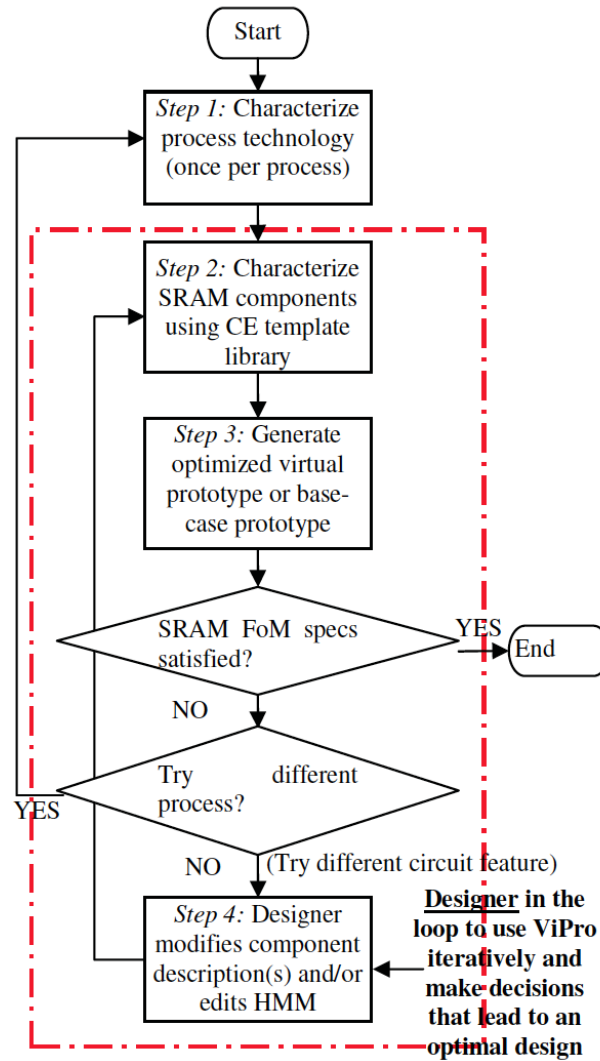 Start
Step 1: Characterize
process technology
(once per process)
Step 2: Characterize
SRAM components
using CE template
library
Step 3: Generate
optimized virtual
prototype or base-
case prototype
SRAM FoM specs
satisfied?
YES
End
NO
Try different
process?
YES
NO
(Try different circuit feature)
Step 4: Designer
modifies component
description(s) and/or
edits HMM
Designer in the
loop to use ViPro
iteratively and
make decisions
that lead to an
optimal design